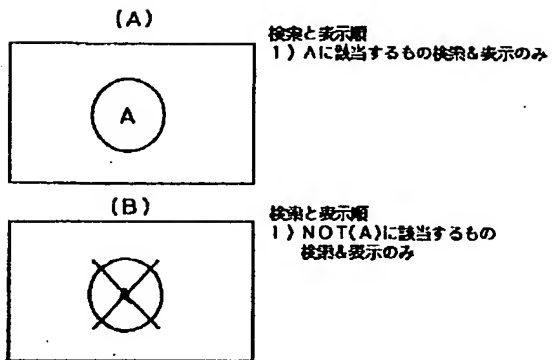 (A)
検索と表示順
1) Aに該当するもの検索&表示のみ
A
(B)
検索と表示順
1) NOT(A)に該当するもの
検索&表示のみ